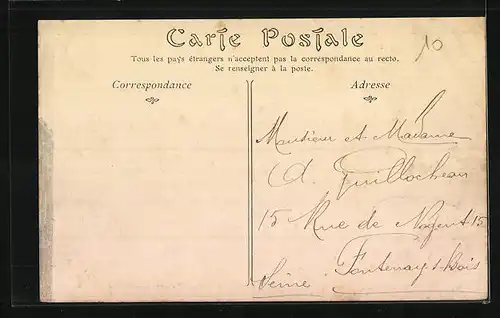 10
Carte Postale
Tous les pays étrangers n'acceptent pas la correspondance au recto.
Se renseigner à la poste.
Correspondance
Adresse
Monsieur et Madame
A. Guillocheau
15 Rue de Nogent 15
Fontenay s-Bois
Seine